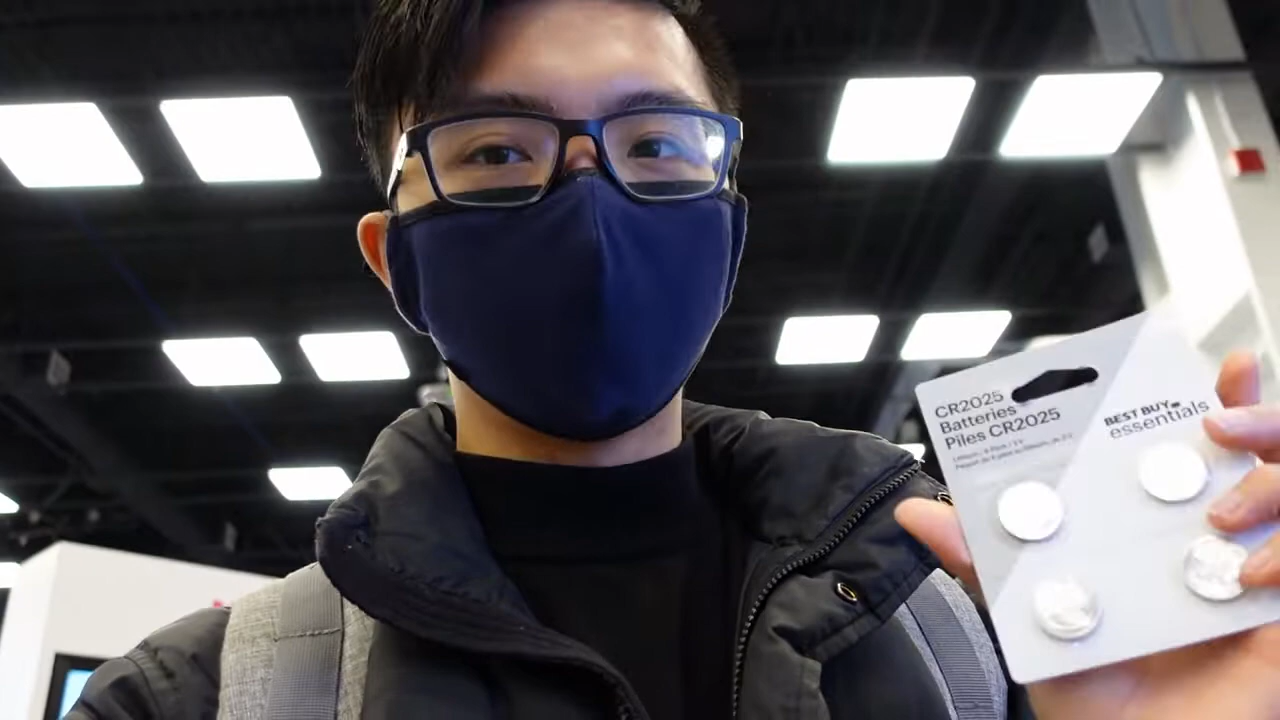 CR2025
Batteries
Piles CR2025
BEST BUY
essentials